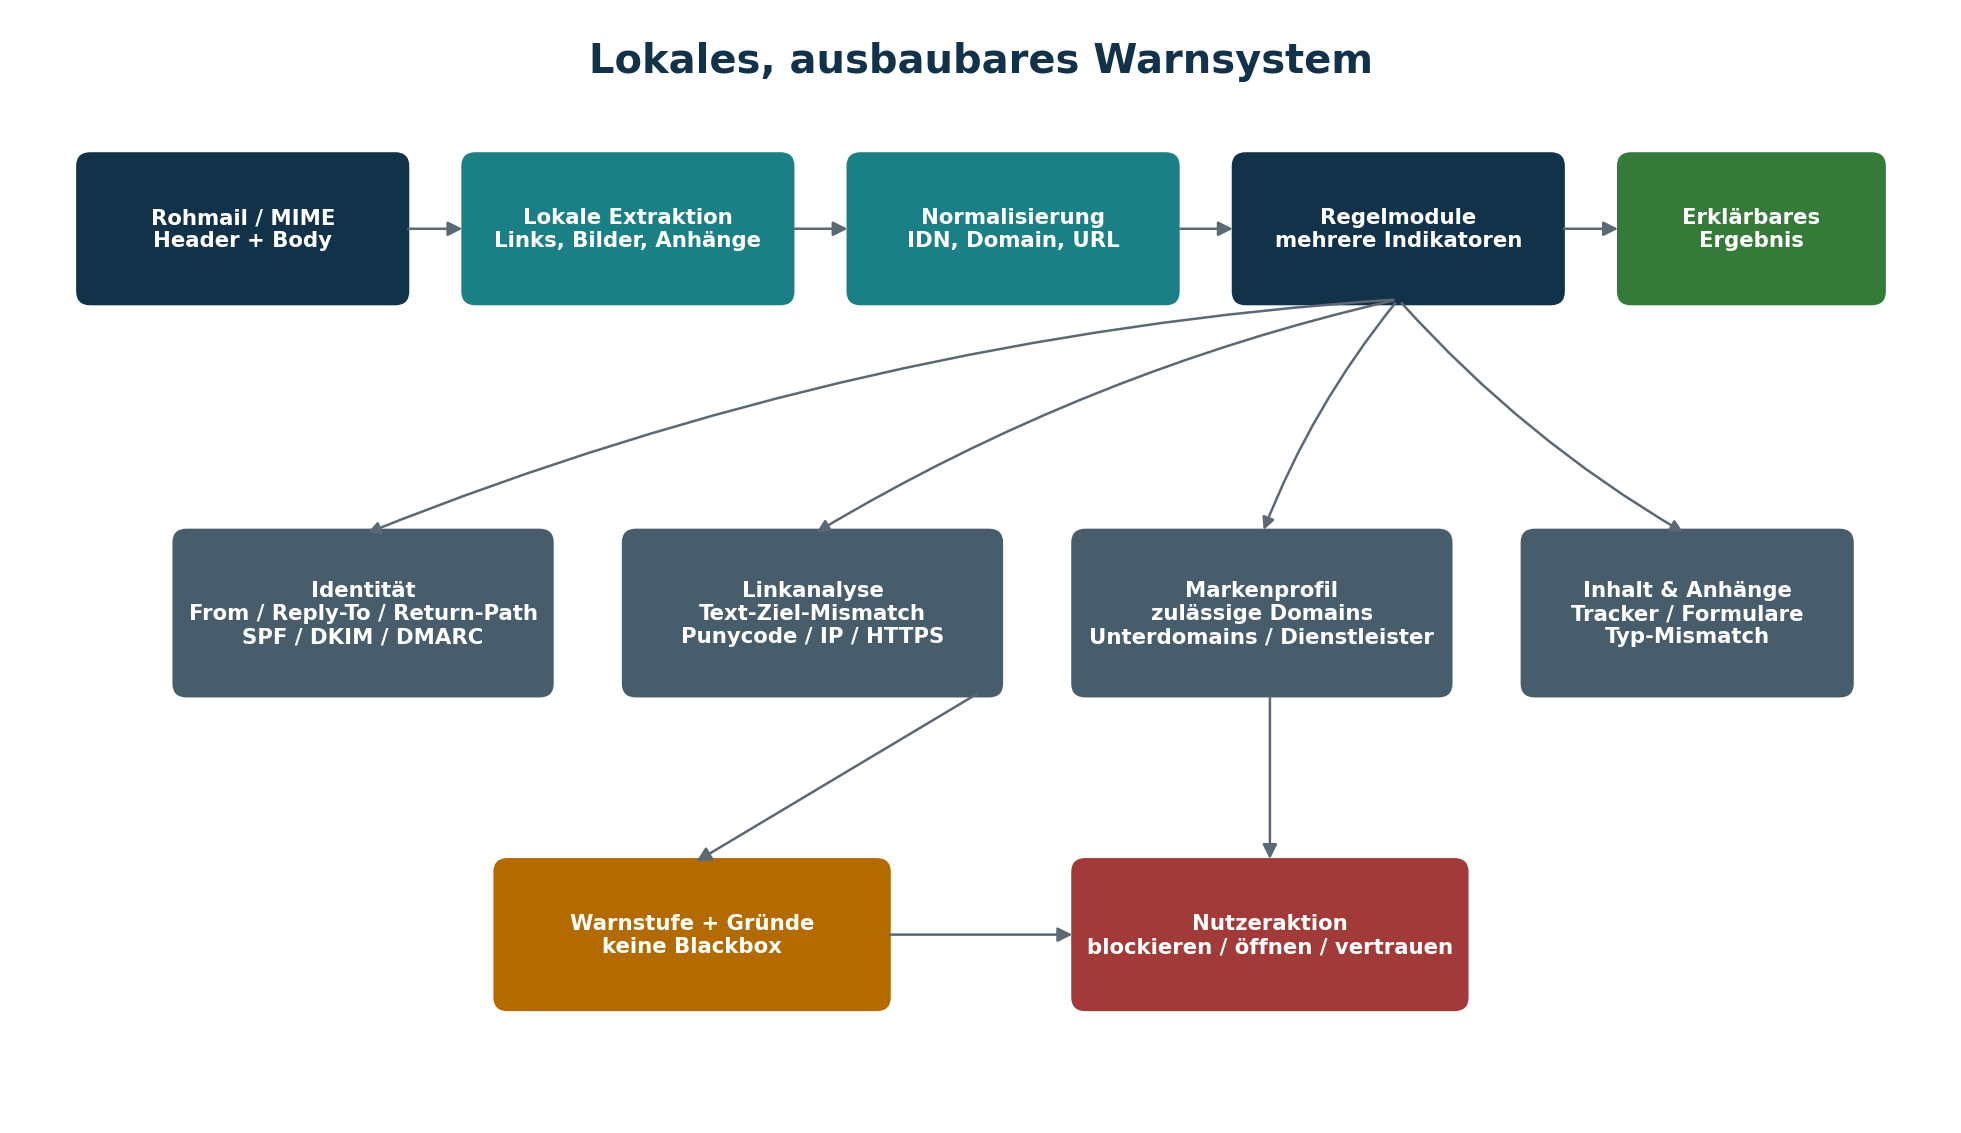 Lokales, ausbaubares Warnsystem
Rohmail / MIME
Header + Body
Lokale Extraktion
Links, Bilder, Anhänge
Normalisierung
IDN, Domain, URL
Regelmodule
mehrere Indikatoren
Erklärbares
Ergebnis
Identität
From / Reply-To / Return-Path
SPF / DKIM / DMARC
Linkanalyse
Text-Ziel-Mismatch
Punycode / IP / HTTPS
Markenprofil
zulässige Domains
Unterdomains / Dienstleister
Inhalt & Anhänge
Tracker / Formulare
Typ-Mismatch
Warnstufe + Gründe
keine Blackbox
Nutzeraktion
blockieren / öffnen / vertrauen